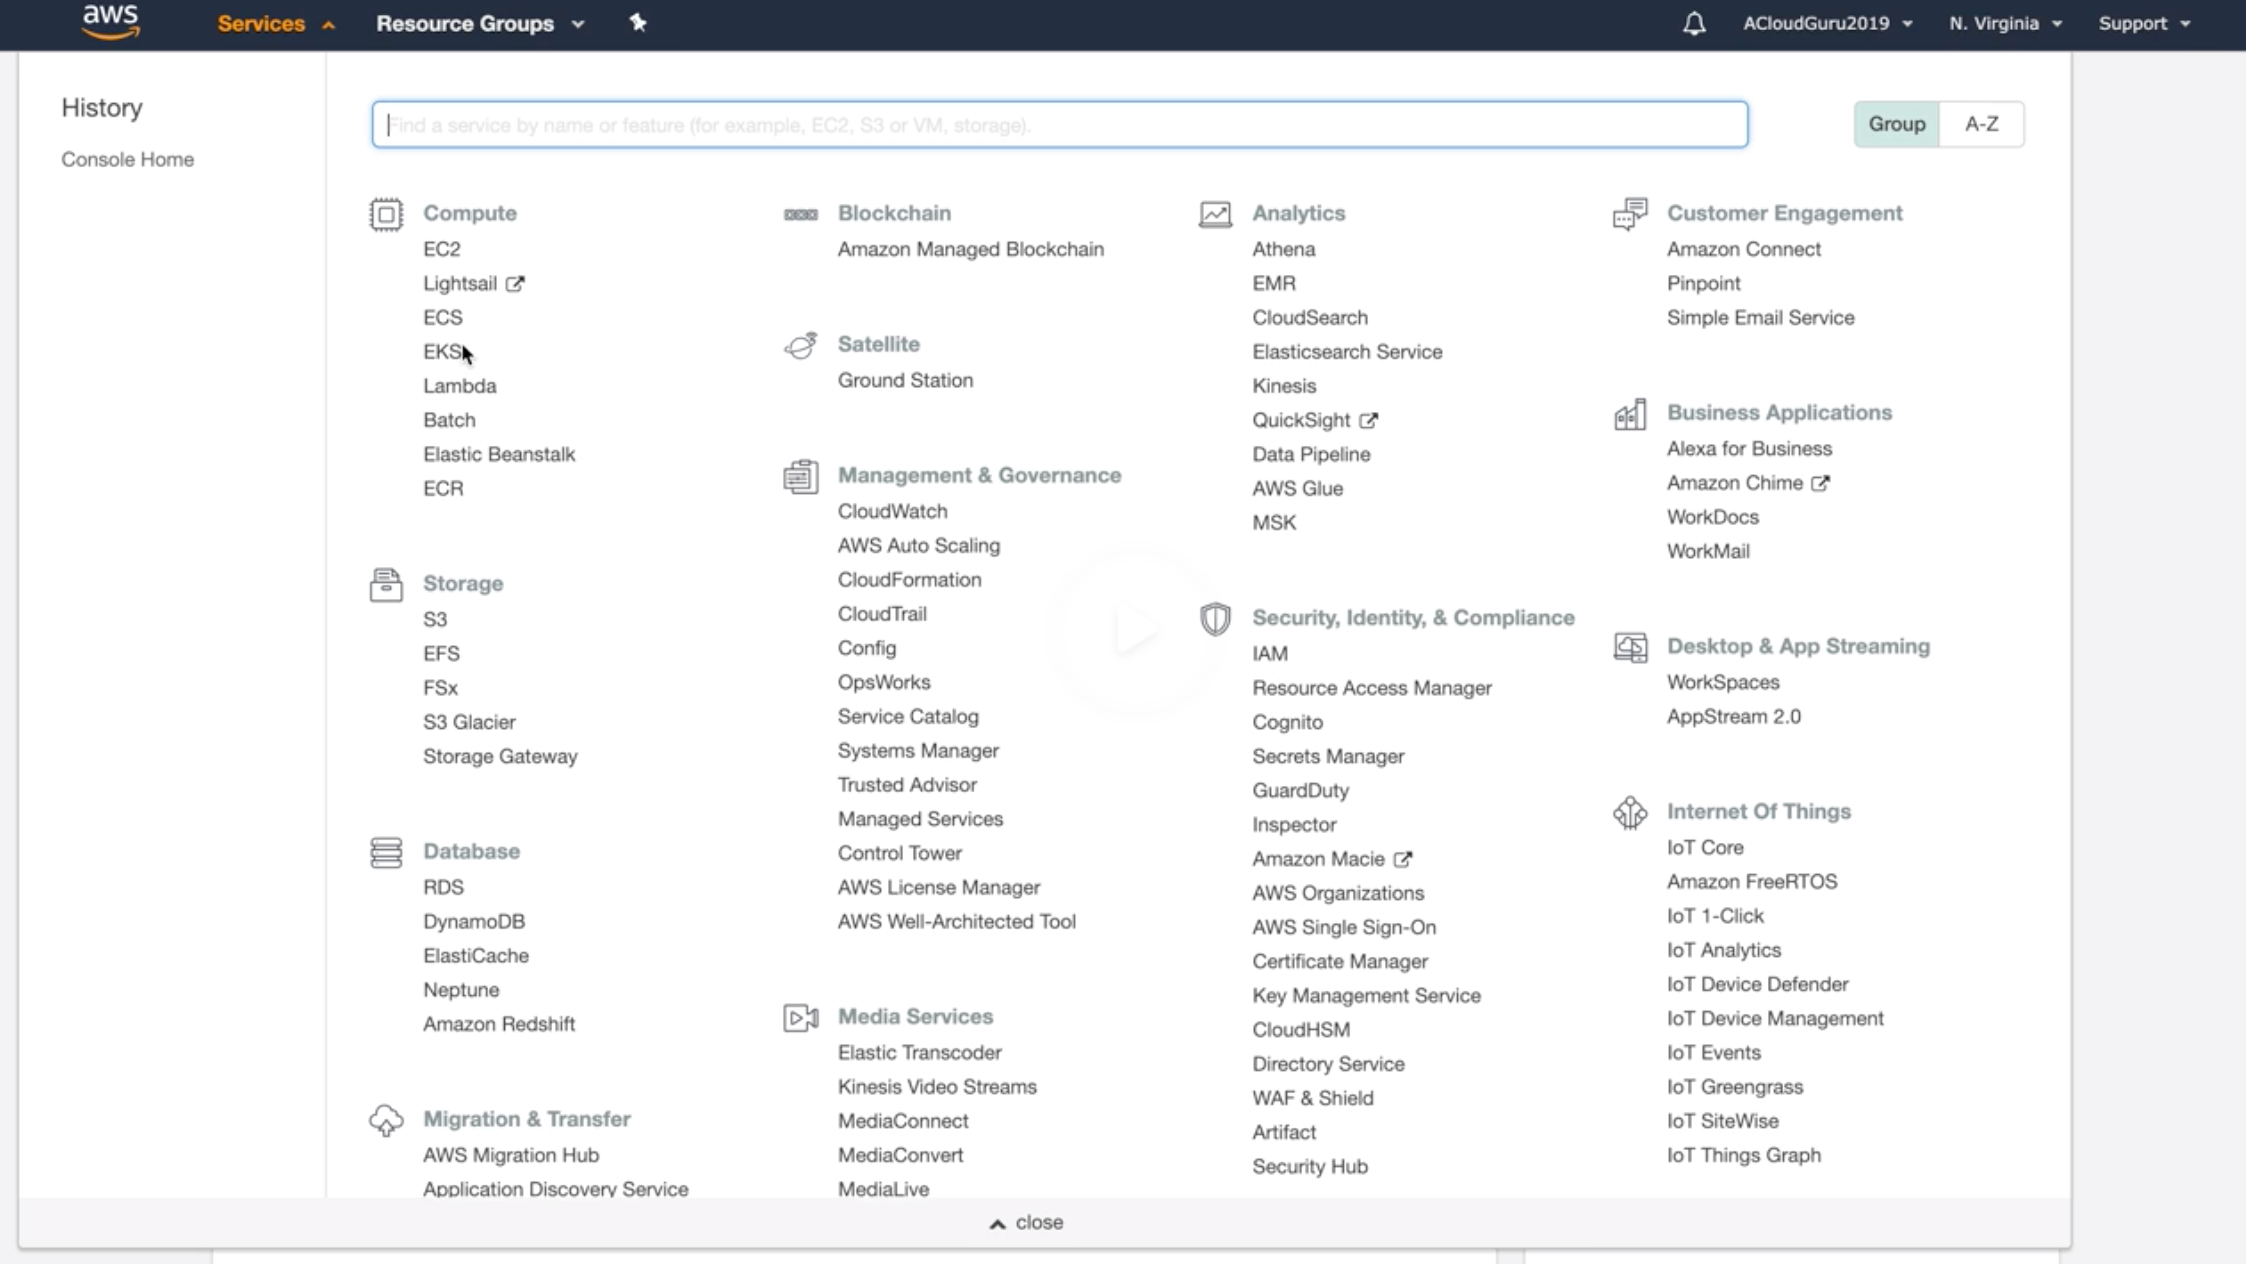 aws
Services
Resource Groups
ACloudGuru2019
N. Virginia
Support
History
Console Home
Find a service by name or feature (for example, EC2, S3 or VM, storage).
Group
A-Z
Compute
EC2
Lightsail
ECS
EKS
Lambda
Batch
Elastic Beanstalk
ECR
Storage
S3
EFS
FSx
S3 Glacier
Storage Gateway
Database
RDS
DynamoDB
ElastiCache
Neptune
Amazon Redshift
Migration & Transfer
AWS Migration Hub
Application Discovery Service
Blockchain
Amazon Managed Blockchain
Satellite
Ground Station
Management & Governance
CloudWatch
AWS Auto Scaling
CloudFormation
CloudTrail
Config
OpsWorks
Service Catalog
Systems Manager
Trusted Advisor
Managed Services
Control Tower
AWS License Manager
AWS Well-Architected Tool
Media Services
Elastic Transcoder
Kinesis Video Streams
MediaConnect
MediaConvert
MediaLive
Analytics
Athena
EMR
CloudSearch
Elasticsearch Service
Kinesis
QuickSight
Data Pipeline
AWS Glue
MSK
Security, Identity, & Compliance
IAM
Resource Access Manager
Cognito
Secrets Manager
GuardDuty
Inspector
Amazon Macie
AWS Organizations
AWS Single Sign-On
Certificate Manager
Key Management Service
CloudHSM
Directory Service
WAF & Shield
Artifact
Security Hub
Customer Engagement
Amazon Connect
Pinpoint
Simple Email Service
Business Applications
Alexa for Business
Amazon Chime
WorkDocs
WorkMail
Desktop & App Streaming
WorkSpaces
AppStream 2.0
Internet Of Things
IoT Core
Amazon FreeRTOS
IoT 1-Click
IoT Analytics
IoT Device Defender
IoT Device Management
IoT Events
IoT Greengrass
IoT SiteWise
IoT Things Graph
close